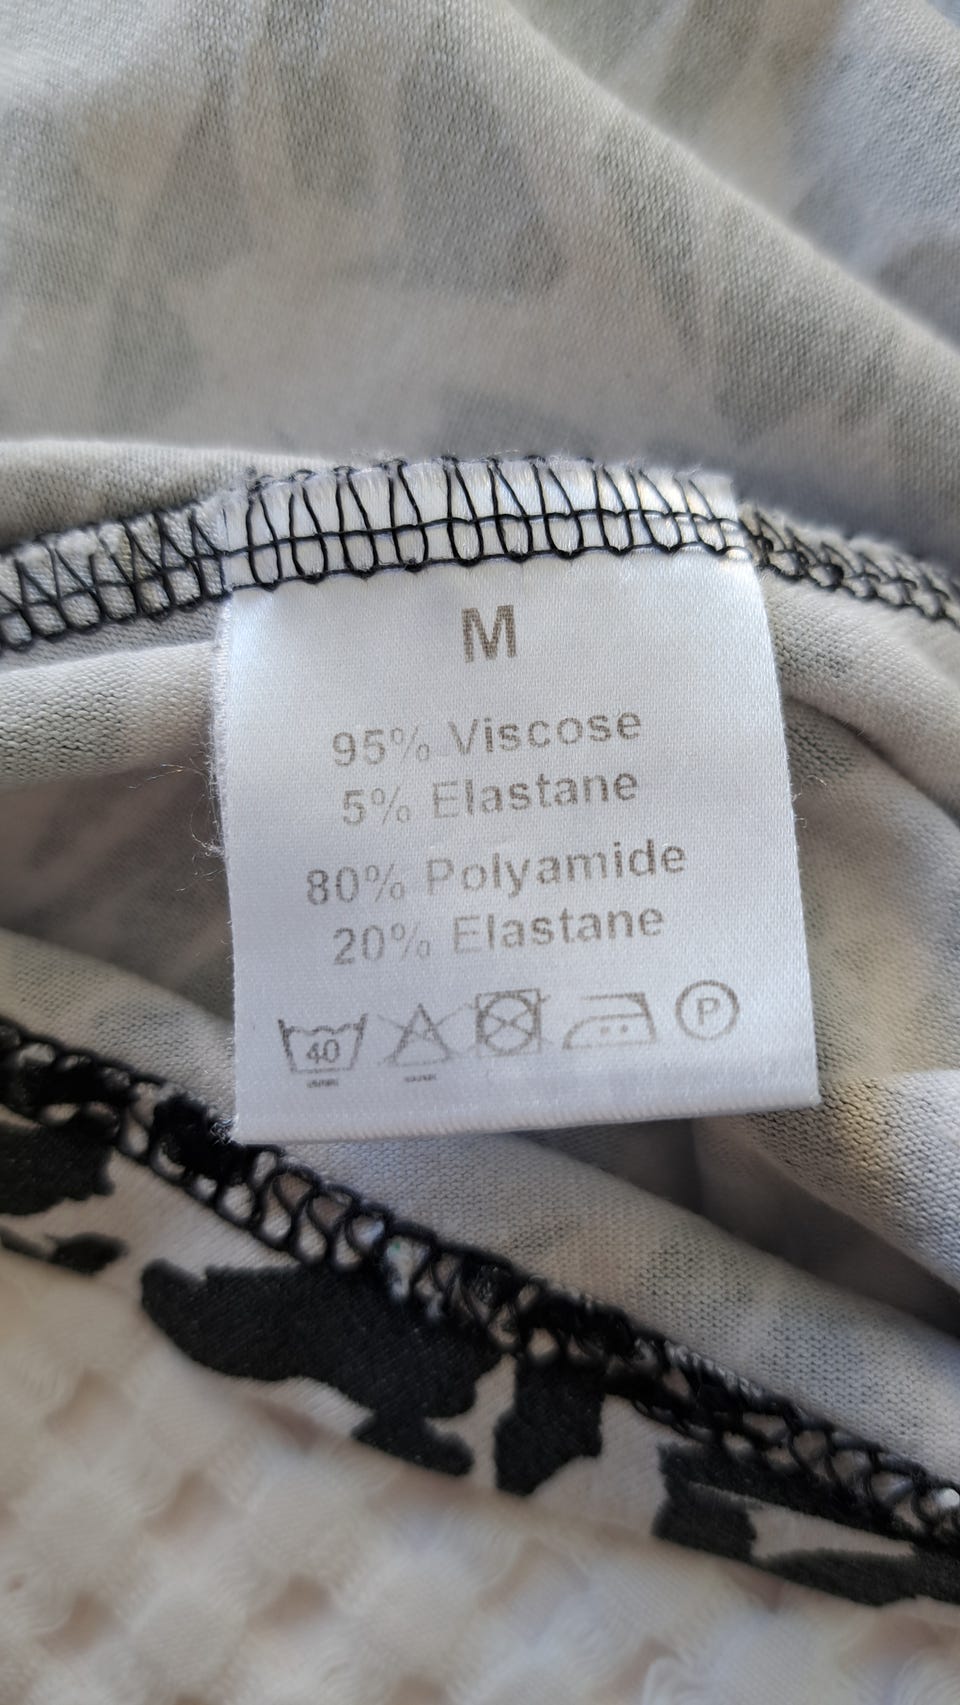 M
95% Viscose
5% Elastane
80% Polyamide
20% Elastane
40 P